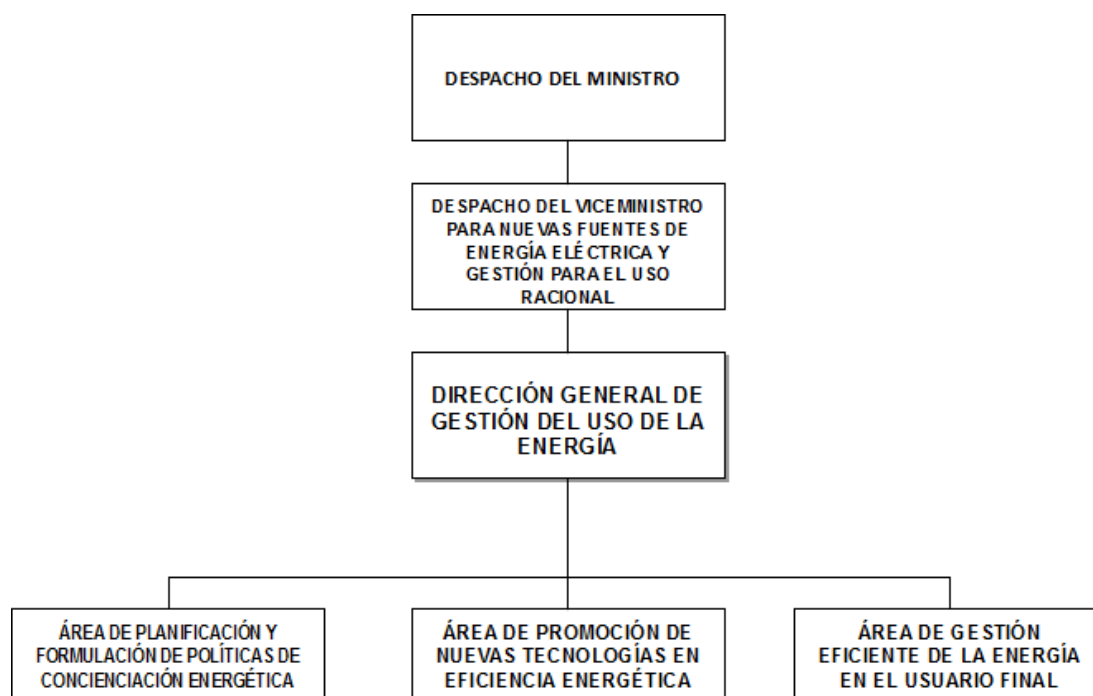 DESPACHO DEL MINISTRO
DESPACHO DEL VICEMINISTRO
PARA NUEVAS FUENTES DE
ENERGÍA ELÉCTRICA Y
GESTIÓN PARA EL USO
RACIONAL
DIRECCIÓN GENERAL DE
GESTIÓN DEL USO DE LA
ENERGÍA
ÁREA DE PLANIFICACIÓN Y
FORMULACIÓN DE POLÍTICAS DE
CONCIENCIACIÓN ENERGÉTICA
ÁREA DE PROMOCIÓN DE
NUEVAS TECNOLOGÍAS EN
EFICIENCIA ENERGÉTICA
ÁREA DE GESTIÓN
EFICIENTE DE LA ENERGÍA
EN EL USUARIO FINAL